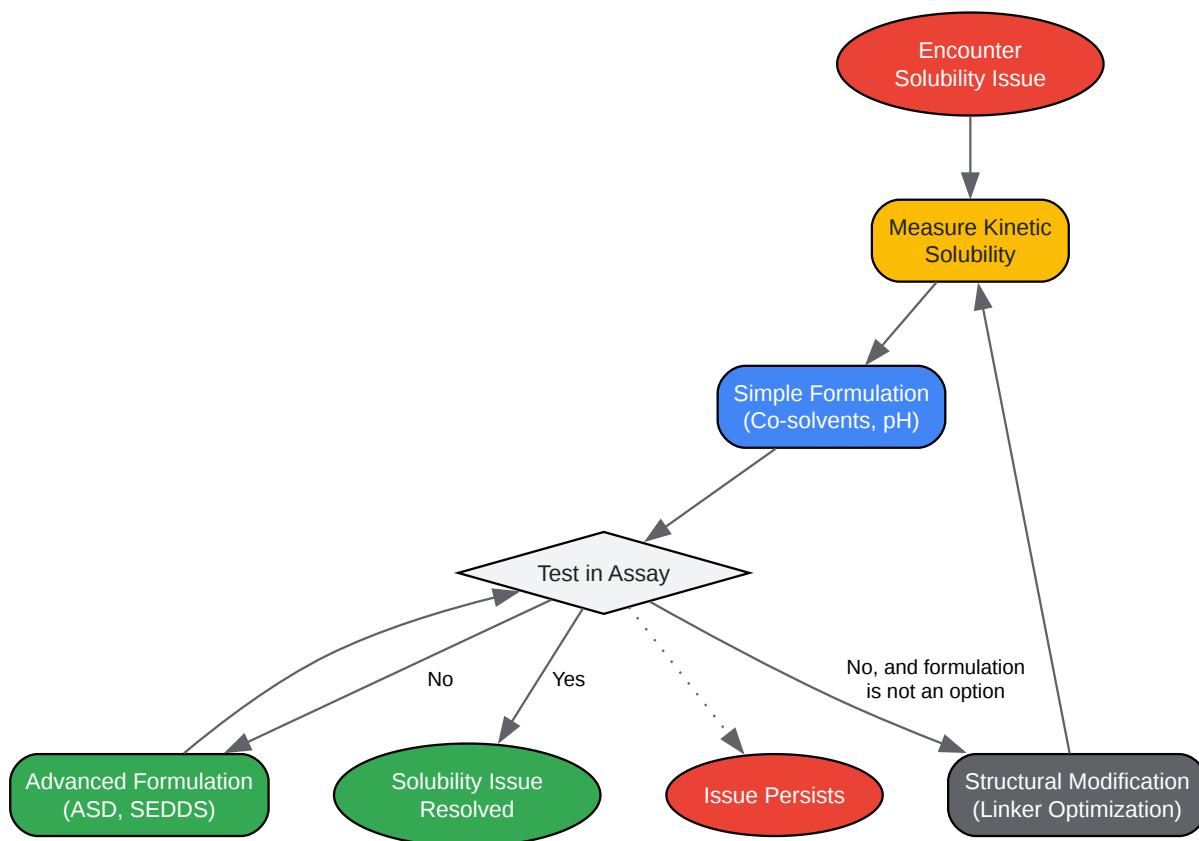 Encounter
Solubility Issue
Measure Kinetic
Solubility
Simple Formulation
(Co-solvents, pH)
Test in Assay
No
Yes
No, and formulation
is not an option
Advanced Formulation
(ASD, SEDDS)
Solubility Issue
Resolved
Issue Persists
Structural Modification
(Linker Optimization)